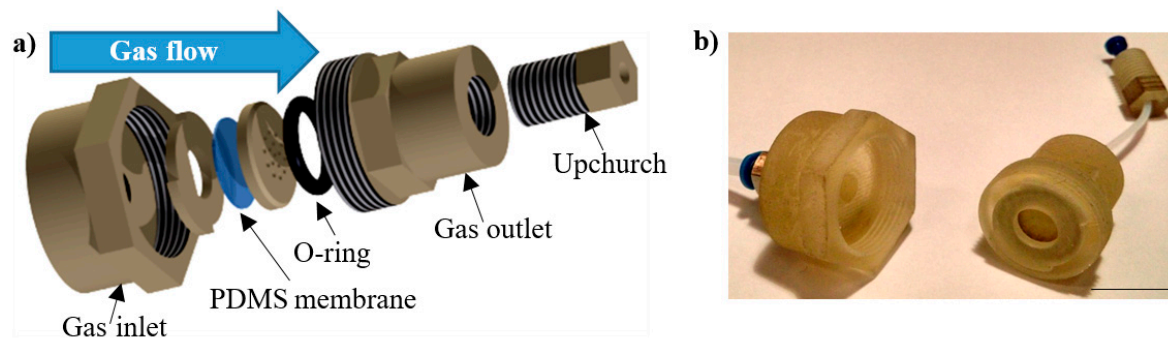 a)
Gas flow
b)
Upchurch
Gas outlet
O-ring
PDMS membrane
Gas inlet